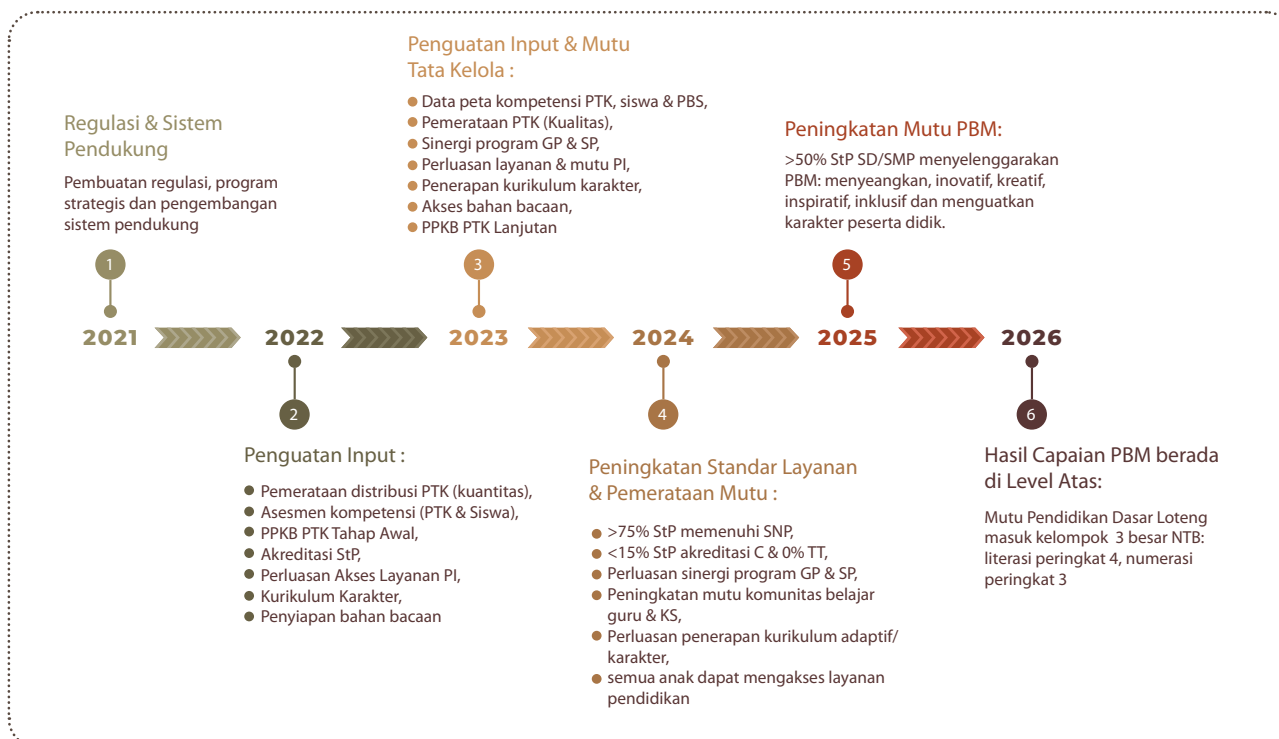 Regulasi & Sistem
Pendukung
Pembuatan regulasi, program
strategis dan pengembangan
sistem pendukung
1
2021
2022
2
Penguatan Input :
Pemerataan distribusi PTK (kuantitas),
Asesmen kompetensi (PTK & Siswa),
PPKB PTK Tahap Awal,
Akreditasi StP,
Perluasan Akses Layanan PI,
Kurikulum Karakter,
Penyiapan bahan bacaan
Penguatan Input & Mutu
Tata Kelola :
Data peta kompetensi PTK, siswa & PBS,
Pemerataan PTK (Kualitas),
Sinergi program GP & SP,
Perluasan layanan & mutu PI,
Penerapan kurikulum karakter,
Akses bahan bacaan,
PPKB PTK Lanjutan
3
2023
2024
4
Peningkatan Standar Layanan
& Pemerataan Mutu :
>75% StP memenuhi SNP,
<15% StP akreditasi C & 0% TT,
Perluasan sinergi program GP & SP,
Peningkatan mutu komunitas belajar
guru & KS,
Perluasan penerapan kurikulum adaptif/
karakter,
semua anak dapat mengakses layanan
pendidikan
Peningkatan Mutu PBM:
>50% StP SD/SMP menyelenggarakan
PBM: menyeangkan, inovatif, kreatif,
inspiratif, inklusif dan menguatkan
karakter peserta didik.
5
2025
2026
6
Hasil Capaian PBM berada
di Level Atas:
Mutu Pendidikan Dasar Loteng
masuk kelompok 3 besar NTB:
literasi peringkat 4, numerasi
peringkat 3